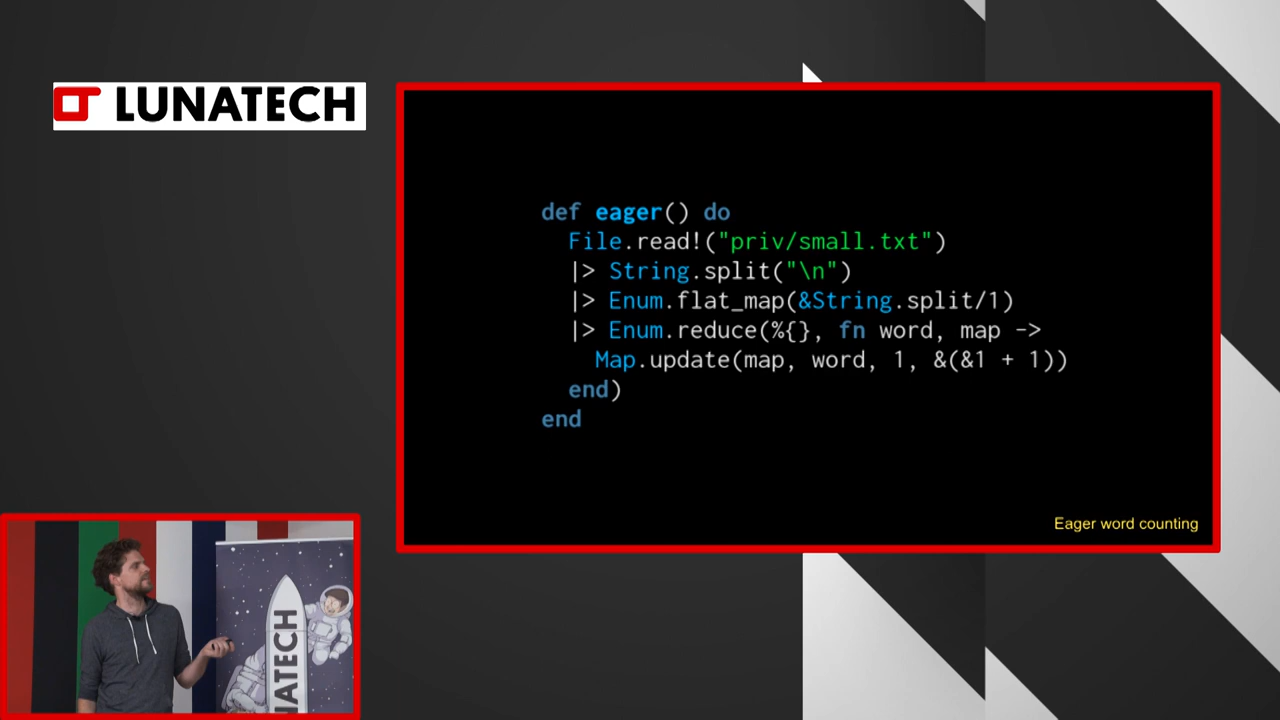 LUNATECH
def eager() do
  File.read!("priv/small.txt")
  |> String.split("\n")
  |> Enum.flat_map(&String.split/1)
  |> Enum.reduce(%{}, fn word, map ->
    Map.update(map, word, 1, &(&1 + 1))
  end)
end
Eager word counting
NATECH